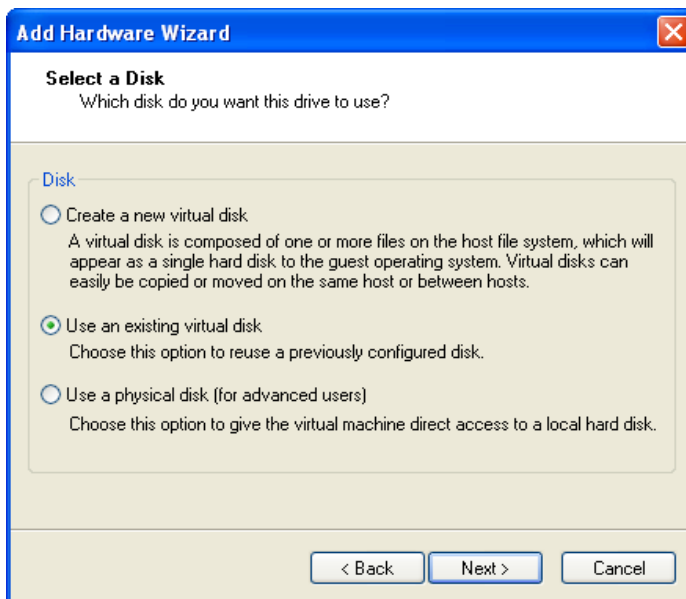 Add Hardware Wizard
Select a Disk
Which disk do you want this drive to use?
Disk
Create a new virtual disk
A virtual disk is composed of one or more files on the host file system, which will
appear as a single hard disk to the guest operating system. Virtual disks can
easily be copied or moved on the same host or between hosts.
Use an existing virtual disk
Choose this option to reuse a previously configured disk.
Use a physical disk (for advanced users)
Choose this option to give the virtual machine direct access to a local hard disk.
< Back
Next >
Cancel